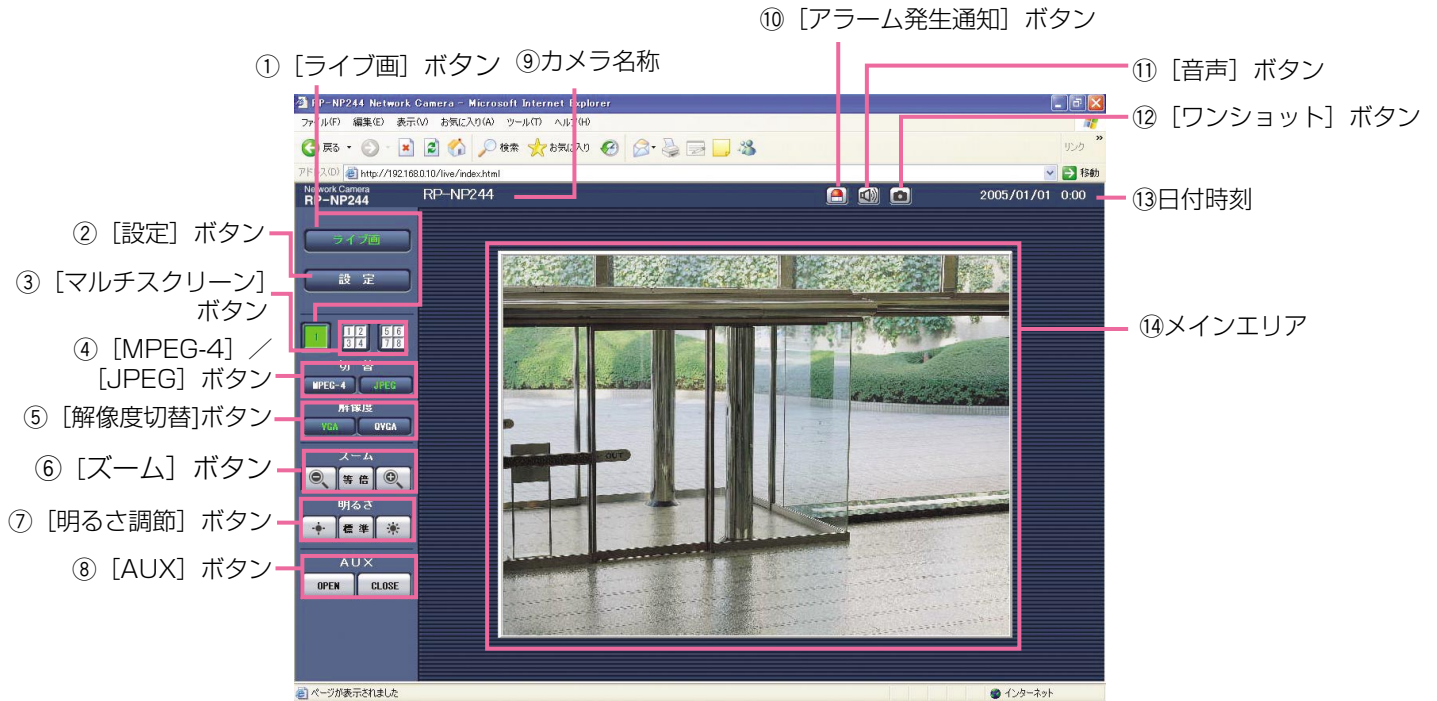 ⑩［アラーム発生通知］ボタン
①［ライブ画］ボタン ⑨カメラ名称
⑪［音声］ボタン
⑫［ワンショット］ボタン
⑬日付時刻
⑭メインエリア
②［設定］ボタン
③［マルチスクリーン］
ボタン
④［MPEG-4］／
［JPEG］ボタン
⑤［解像度切替]ボタン
⑥［ズーム］ボタン
⑦［明るさ調節］ボタン
⑧［AUX］ボタン
RP-NP244 Network Camera - Microsoft Internet Explorer
ファイル(F) 編集(E) 表示(V) お気に入り(A) ツール(T) ヘルプ(H)
戻る 検索 お気に入り リンク
アドレス(D) http://192.168.0.10/live/index.html 移動
Network Camera
RP-NP244
RP-NP244 2005/01/01 0:00
ライブ画
設 定
1 1 2 5 6
3 4 7 8
切 替
MPEG-4 JPEG
解像度
VGA QVGA
ズーム
等 倍
明るさ
標 準
AUX
OPEN CLOSE
OUT
ページが表示されました インターネット